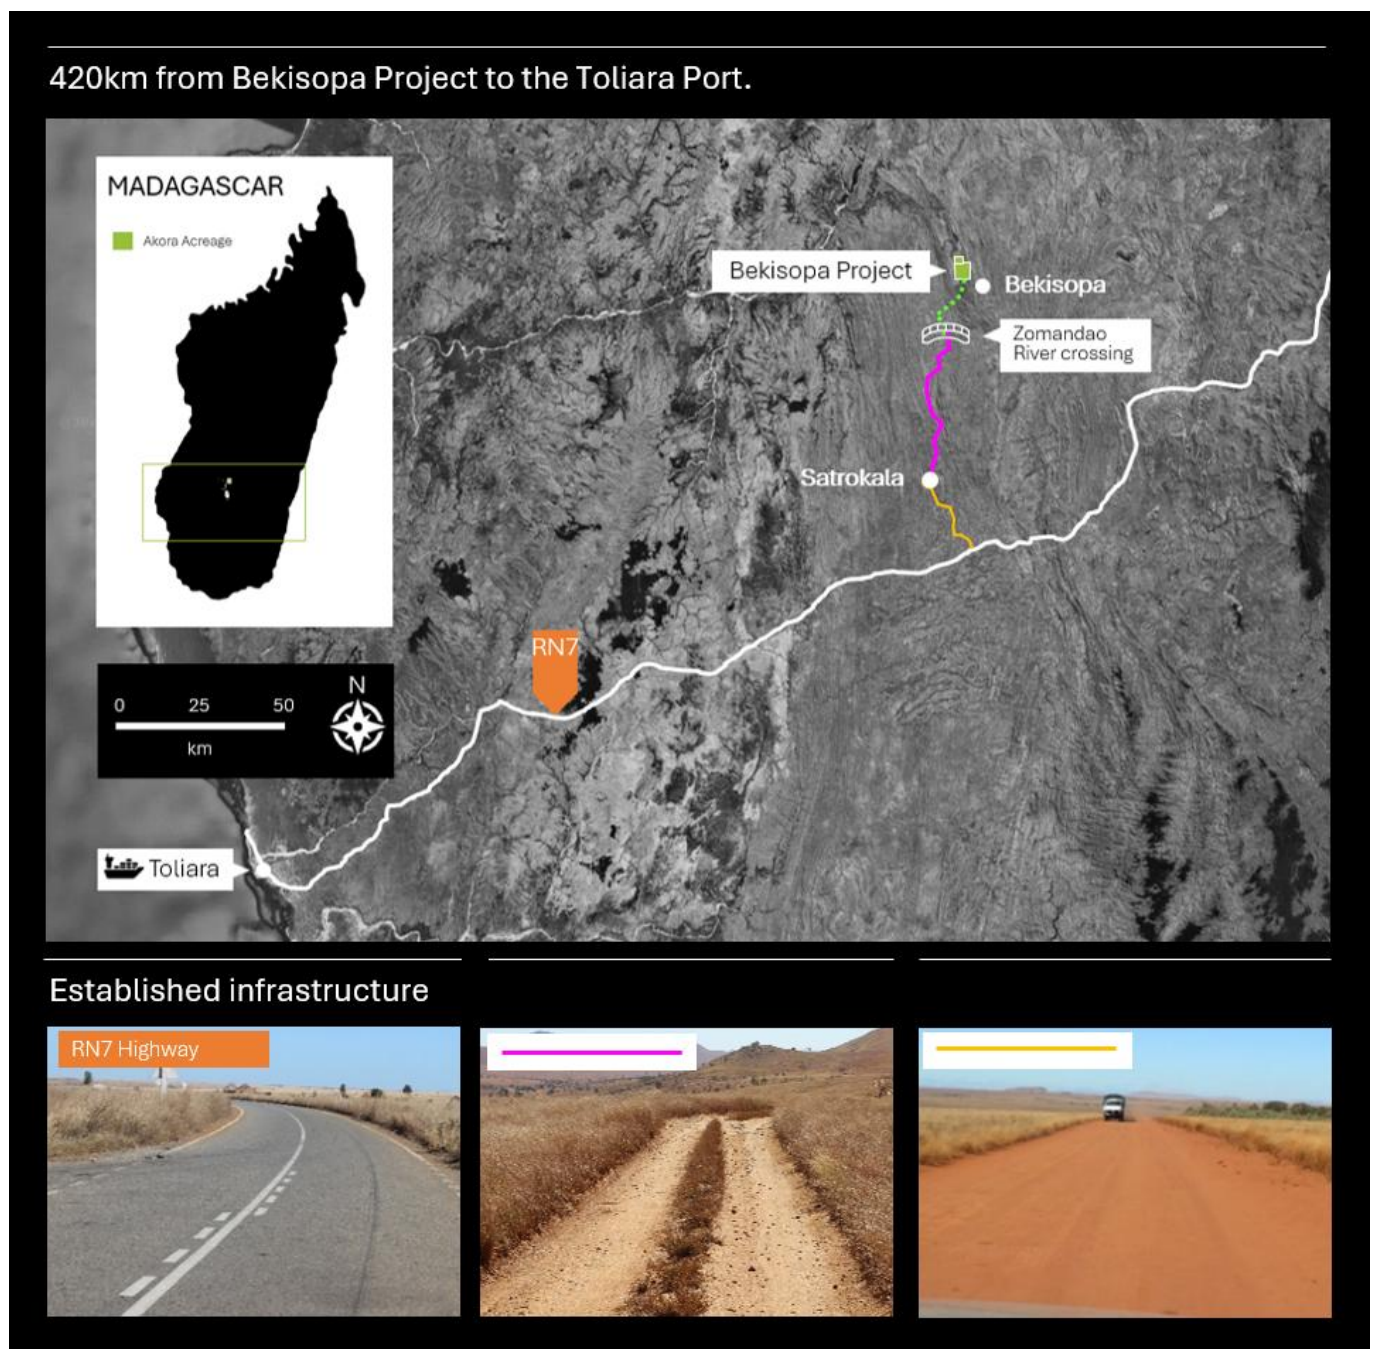 420km from Bekisopa Project to the Toliara Port.
MADAGASCAR
Akora Acreage
Bekisopa Project
Bekisopa
Zomandao
River crossing
Satrokala
RN7
N
0 25 50
km
Toliara
Established infrastructure
RN7 Highway